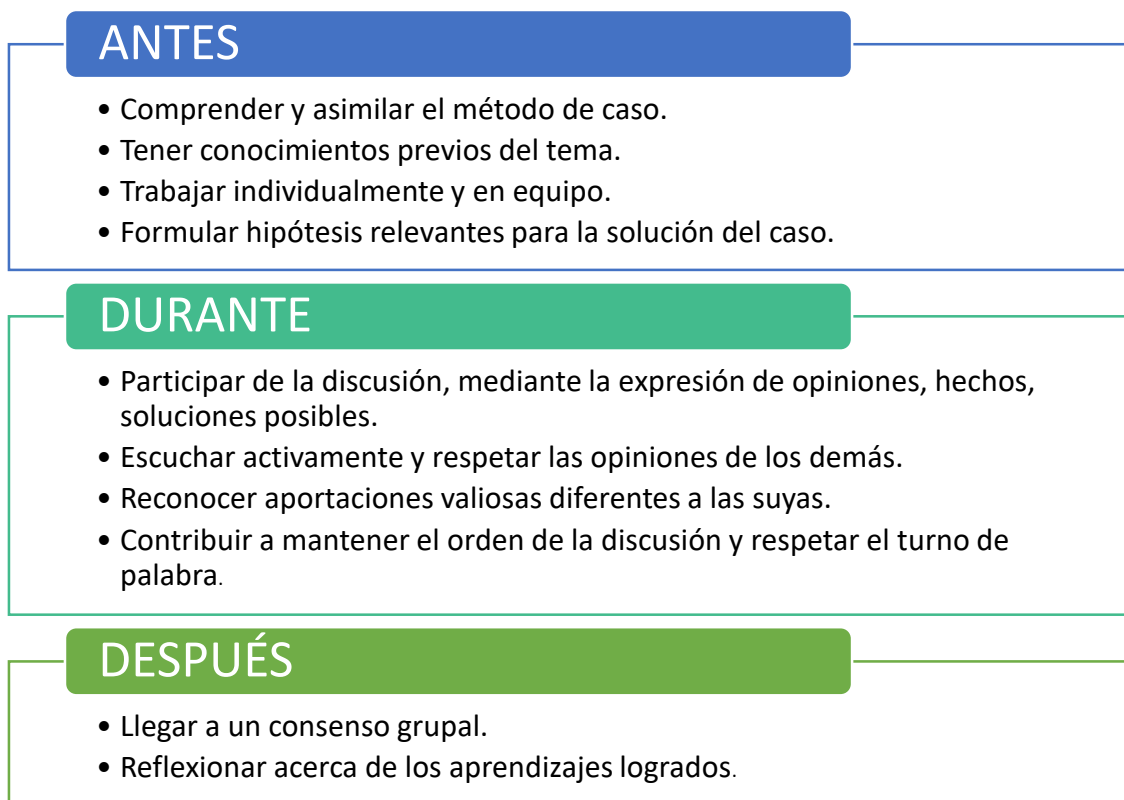 ANTES
• Comprender y asimilar el método de caso.
• Tener conocimientos previos del tema.
• Trabajar individualmente y en equipo.
• Formular hipótesis relevantes para la solución del caso.
DURANTE
• Participar de la discusión, mediante la expresión de opiniones, hechos,
soluciones posibles.
• Escuchar activamente y respetar las opiniones de los demás.
• Reconocer aportaciones valiosas diferentes a las suyas.
• Contribuir a mantener el orden de la discusión y respetar el turno de
palabra.
DESPUÉS
• Llegar a un consenso grupal.
• Reflexionar acerca de los aprendizajes logrados.